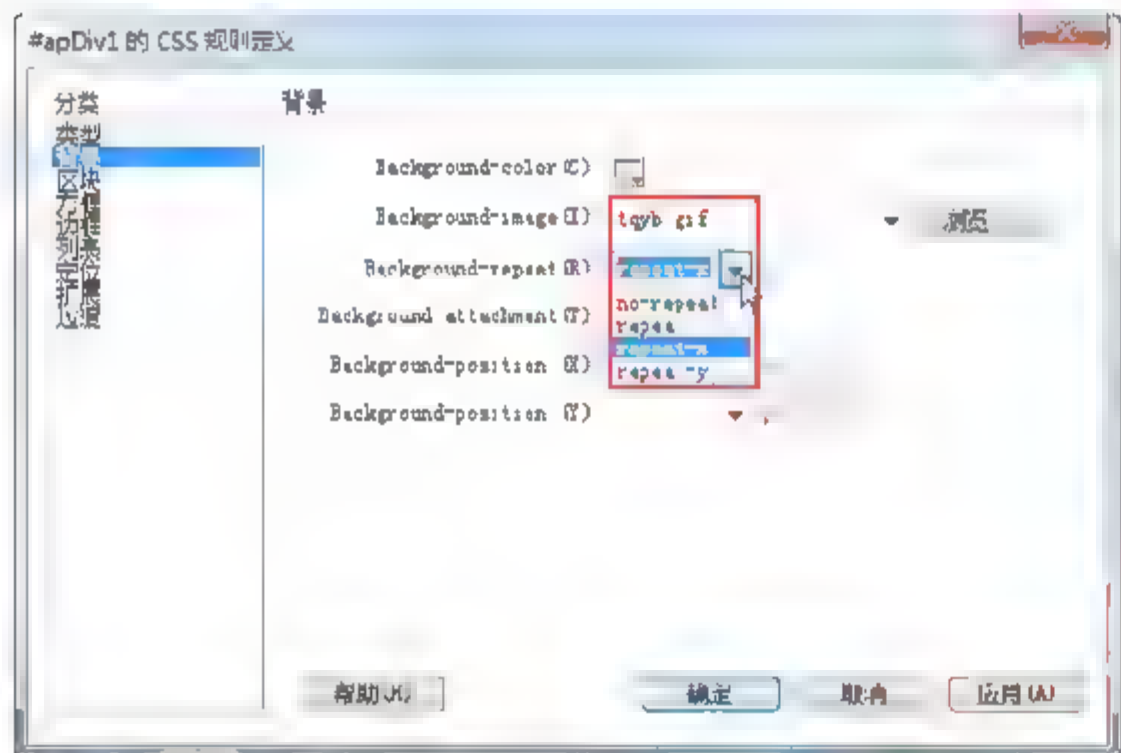 #apDiv1 的 CSS 规则定义
分类
类型
背景
区块
方框
边框
列表
定位
扩展
过渡
背景
Background-color (C)
Background-image (I) tqyb gif 浏览
Background-repeat (R) repeat-x
no-repeat
repea
repeat-x
repea -y
Background attachment (T)
Background-position (X)
Background-position (Y)
帮助 (H) 确定 取消 应用 (A)